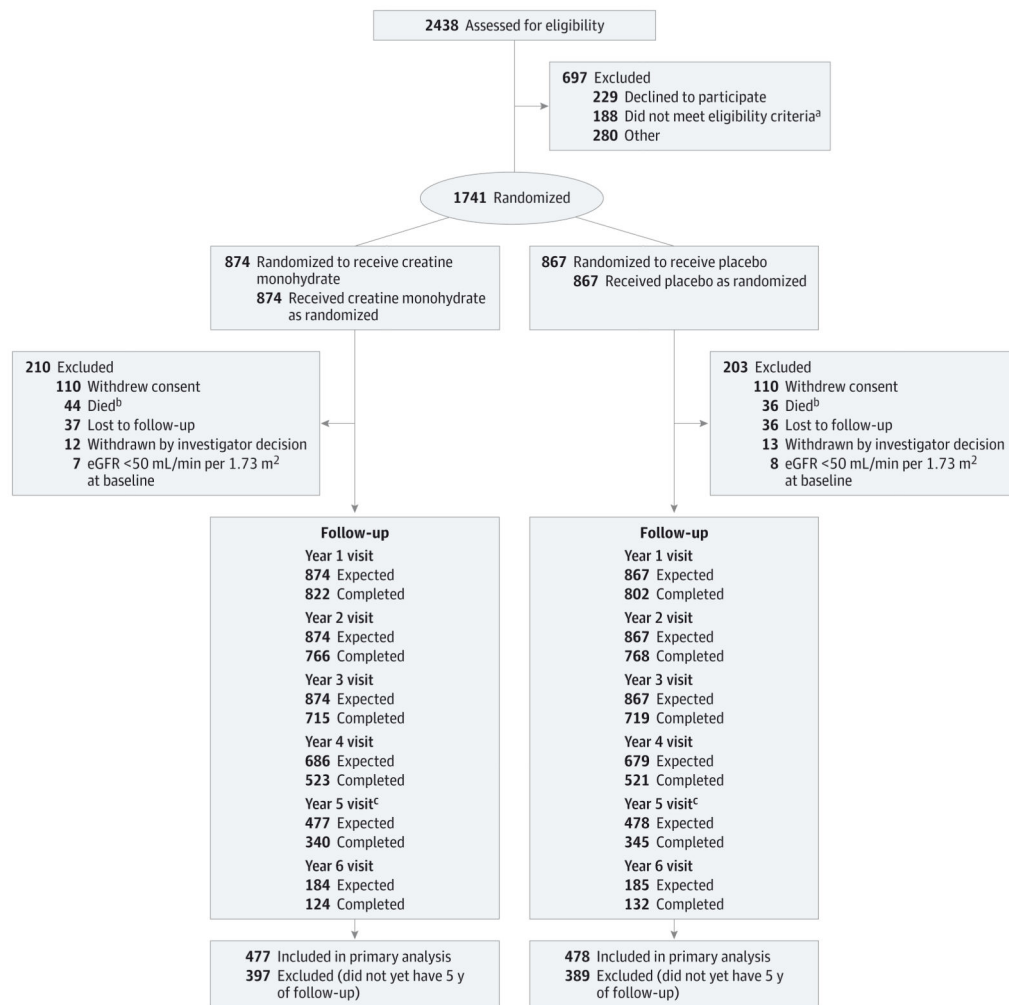 2438 Assessed for eligibility
697 Excluded
229 Declined to participate
188 Did not meet eligibility criteriaᵃ
280 Other
1741 Randomized
874 Randomized to receive creatine
monohydrate
874 Received creatine monohydrate
as randomized
867 Randomized to receive placebo
867 Received placebo as randomized
210 Excluded
110 Withdrew consent
44 Diedᵇ
37 Lost to follow-up
12 Withdrawn by investigator decision
7 eGFR <50 mL/min per 1.73 m²
at baseline
203 Excluded
110 Withdrew consent
36 Diedᵇ
36 Lost to follow-up
13 Withdrawn by investigator decision
8 eGFR <50 mL/min per 1.73 m²
at baseline
Follow-up
Year 1 visit
874 Expected
822 Completed
Year 2 visit
874 Expected
766 Completed
Year 3 visit
874 Expected
715 Completed
Year 4 visit
686 Expected
523 Completed
Year 5 visitᶜ
477 Expected
340 Completed
Year 6 visit
184 Expected
124 Completed
Follow-up
Year 1 visit
867 Expected
802 Completed
Year 2 visit
867 Expected
768 Completed
Year 3 visit
867 Expected
719 Completed
Year 4 visit
679 Expected
521 Completed
Year 5 visitᶜ
478 Expected
345 Completed
Year 6 visit
185 Expected
132 Completed
477 Included in primary analysis
397 Excluded (did not yet have 5 y
of follow-up)
478 Included in primary analysis
389 Excluded (did not yet have 5 y
of follow-up)